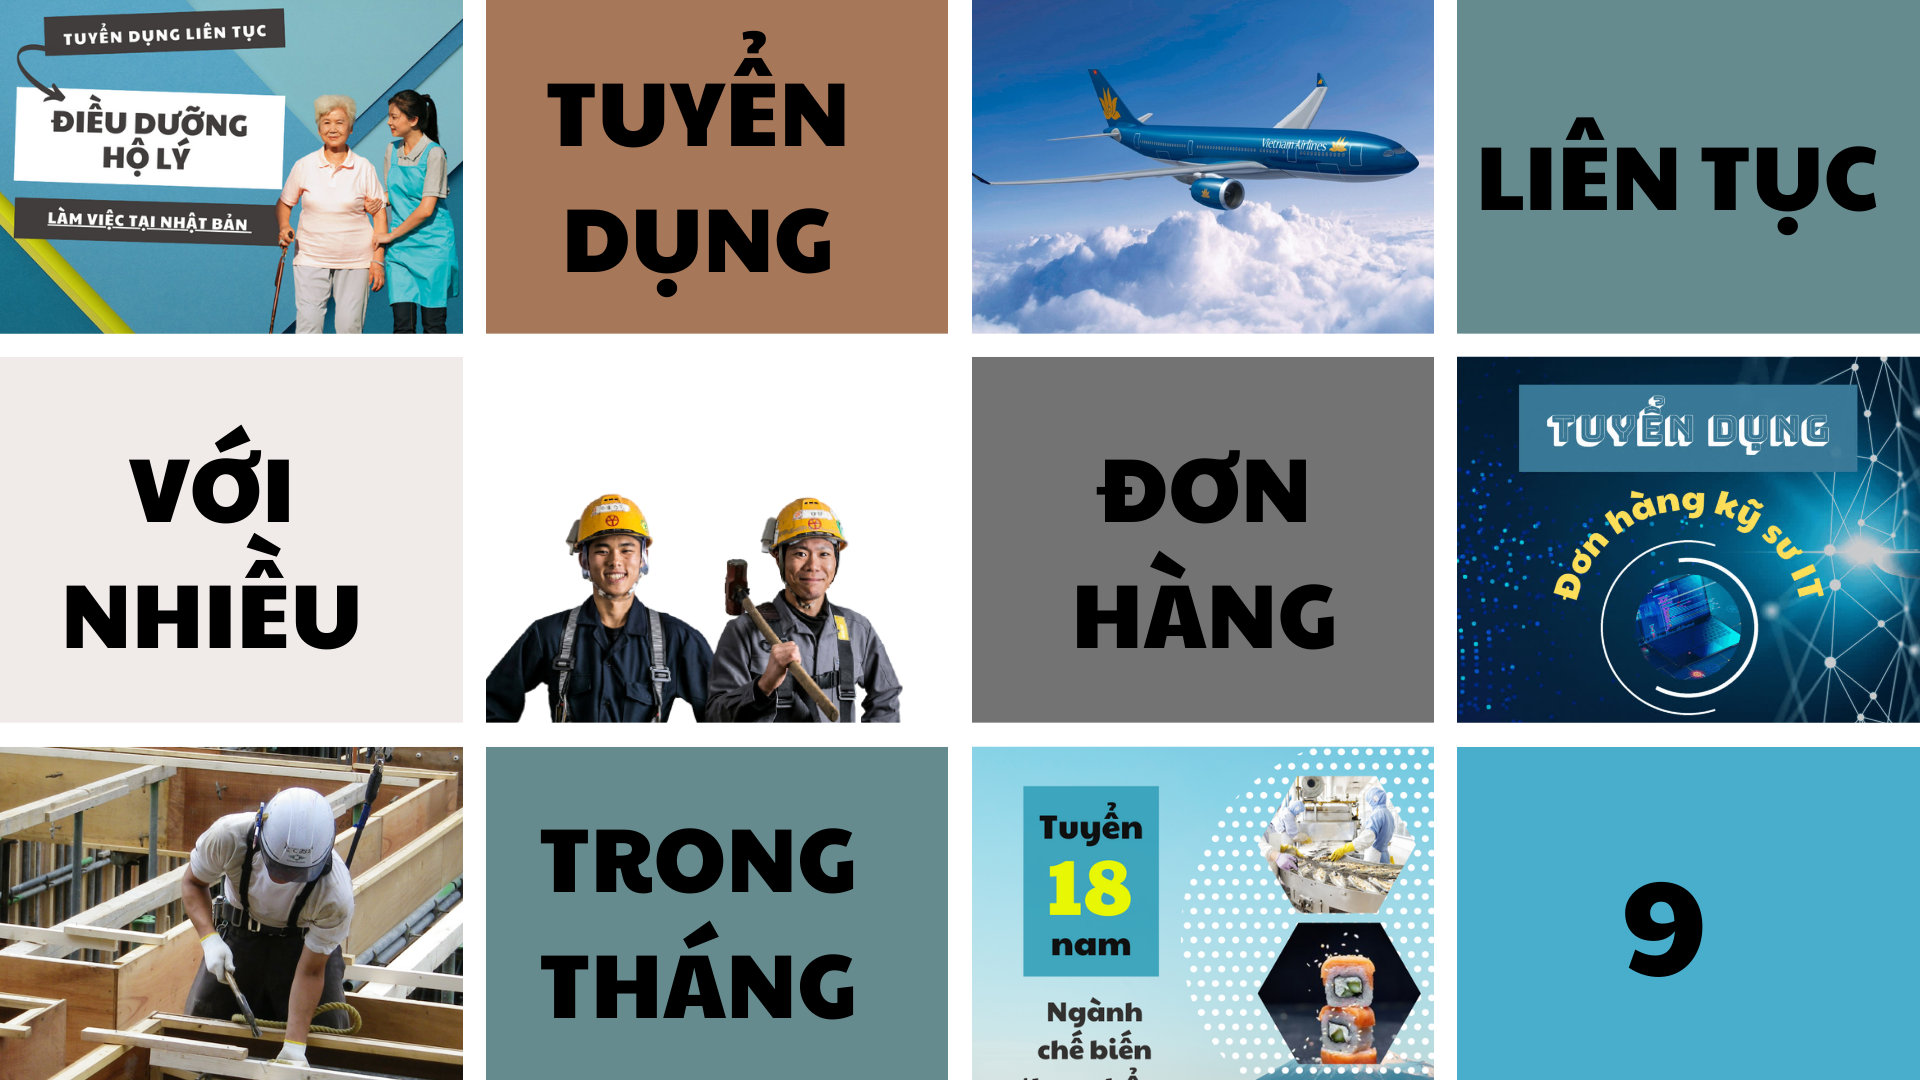 TUYỂN DỤNG LIÊN TỤC
ĐIỀU DƯỠNG
HỘ LÝ
LÀM VIỆC TẠI NHẬT BẢN
TUYỂN
DỤNG
Vietnam Airlines
LIÊN TỤC
VỚI
NHIỀU
ĐƠN
HÀNG
TUYỂN DỤNG
Đơn hàng kỹ sư IT
TRONG
THÁNG
Tuyển
18
nam
Ngành
chế biến
9